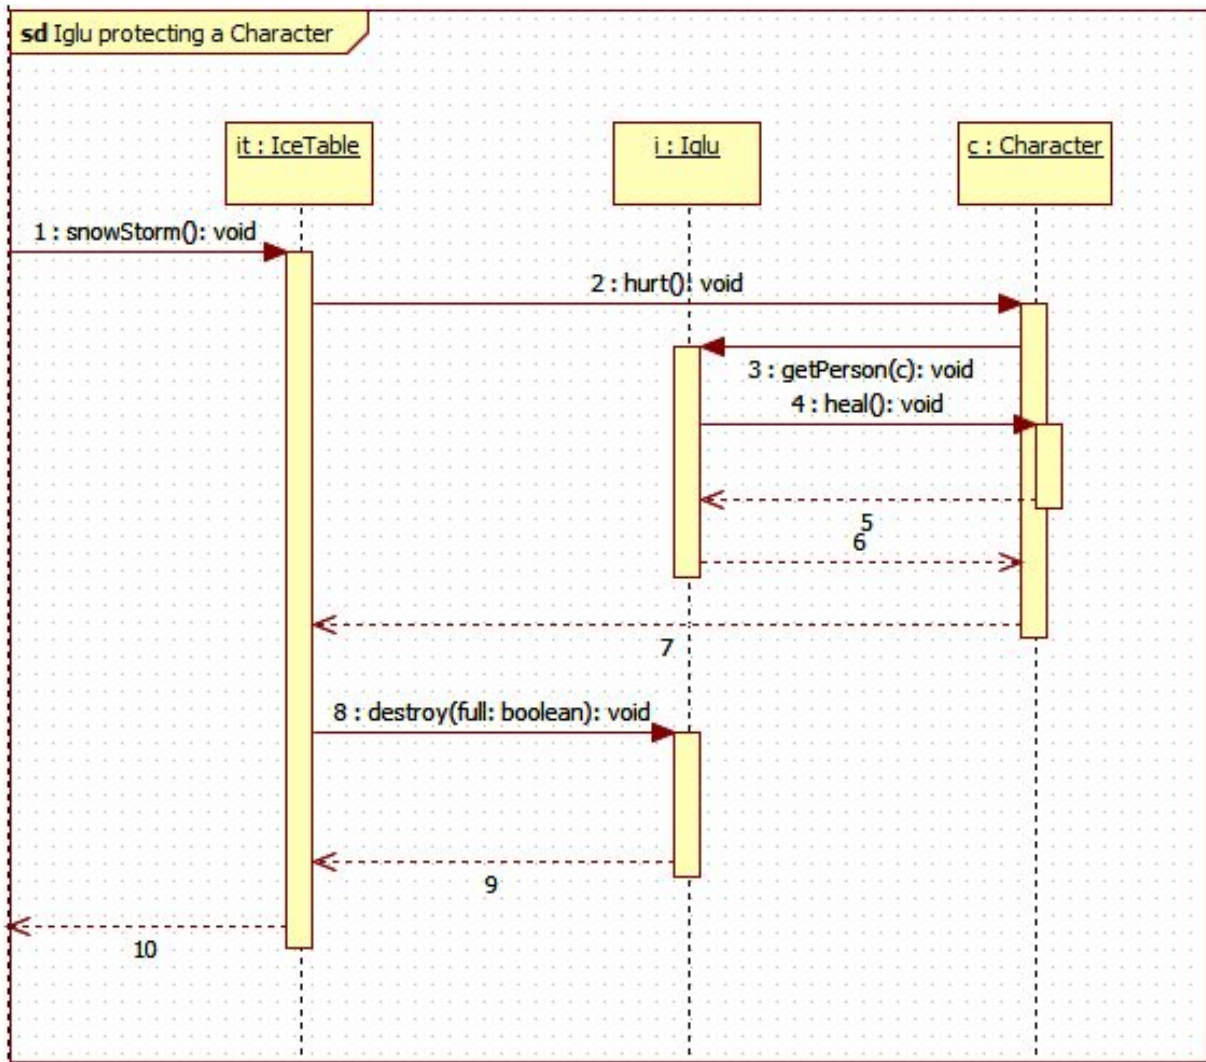 sd Iglu protecting a Character
it : IceTable
i : Iglu
c : Character
1 : snowStorm(): void
2 : hurt(): void
3 : getPerson(c): void
4 : heal(): void
5
6
7
8 : destroy(full: boolean): void
9
10